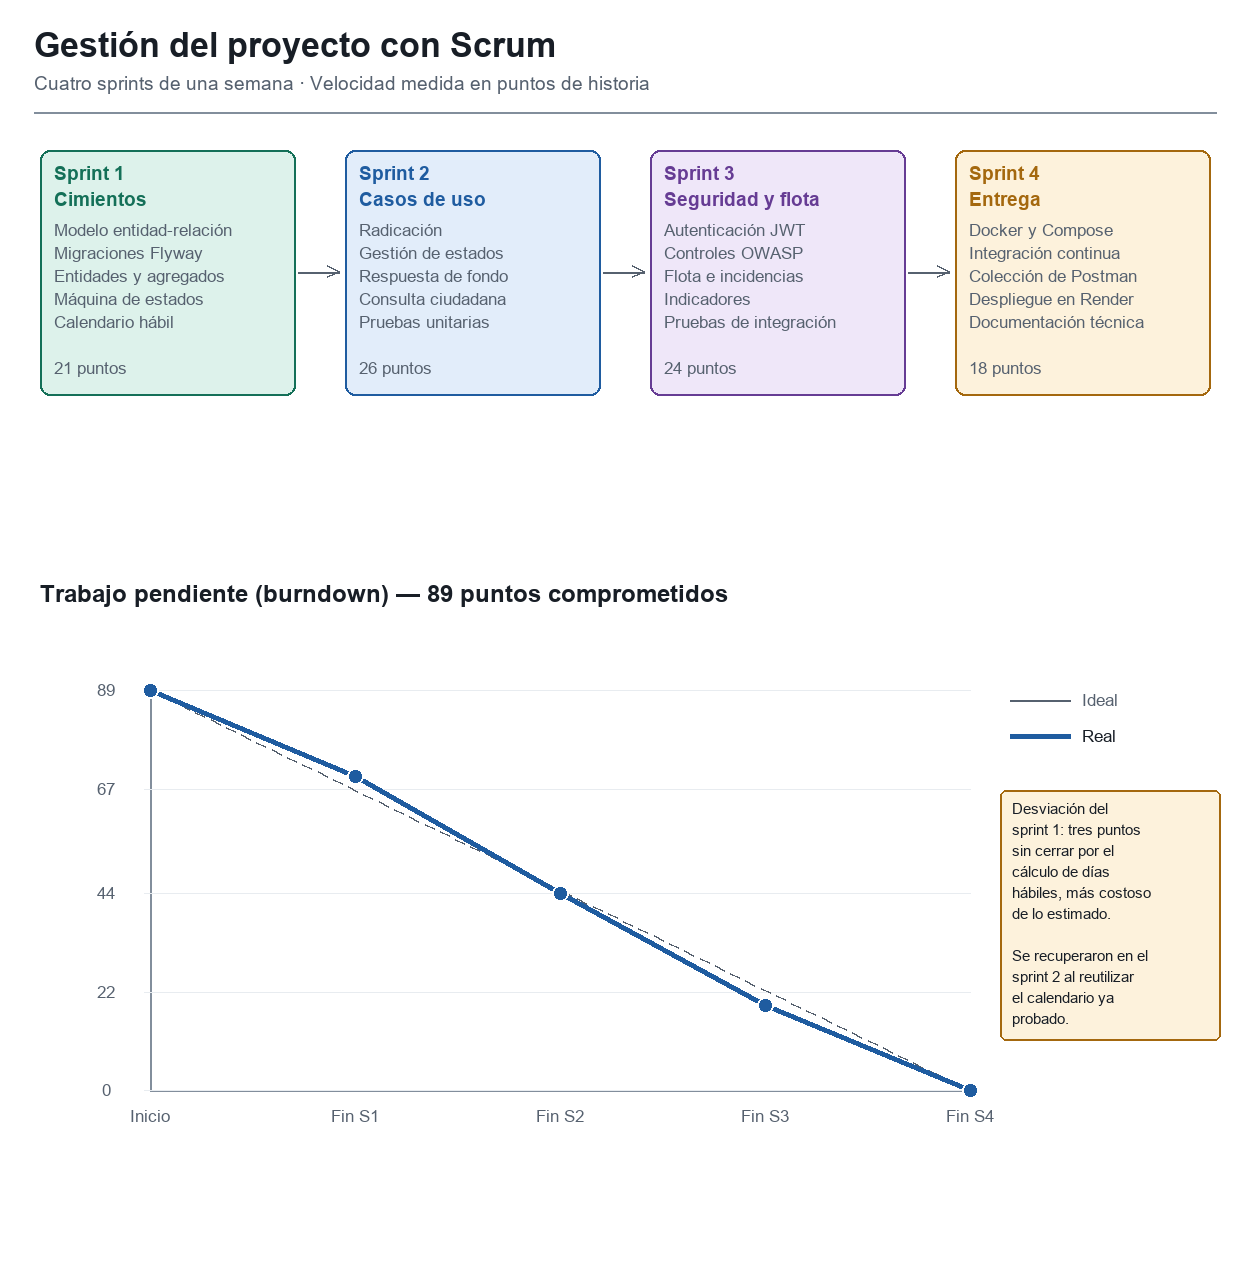 Gestión del proyecto con Scrum
Cuatro sprints de una semana · Velocidad medida en puntos de historia
Sprint 1
Cimientos
Modelo entidad-relación
Migraciones Flyway
Entidades y agregados
Máquina de estados
Calendario hábil
21 puntos
Sprint 2
Casos de uso
Radicación
Gestión de estados
Respuesta de fondo
Consulta ciudadana
Pruebas unitarias
26 puntos
Sprint 3
Seguridad y flota
Autenticación JWT
Controles OWASP
Flota e incidencias
Indicadores
Pruebas de integración
24 puntos
Sprint 4
Entrega
Docker y Compose
Integración continua
Colección de Postman
Despliegue en Render
Documentación técnica
18 puntos
Trabajo pendiente (burndown) — 89 puntos comprometidos
89
67
44
22
0
Inicio
Fin S1
Fin S2
Fin S3
Fin S4
Ideal
Real
Desviación del
sprint 1: tres puntos
sin cerrar por el
cálculo de días
hábiles, más costoso
de lo estimado.
Se recuperaron en el
sprint 2 al reutilizar
el calendario ya
probado.